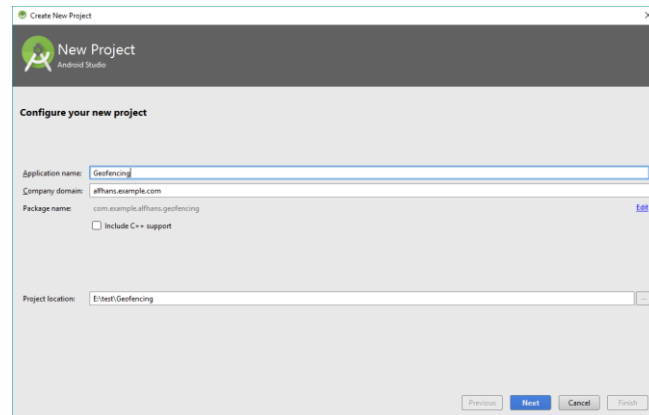 Create New Project
New Project
Android Studio
Configure your new project
Application name: Geofencing
Company domain: alfhans.example.com
Package name: com.example.alfhans.geofencing Edit
Include C++ support
Project location: E:\test\Geofencing ...
Previous Next Cancel Finish